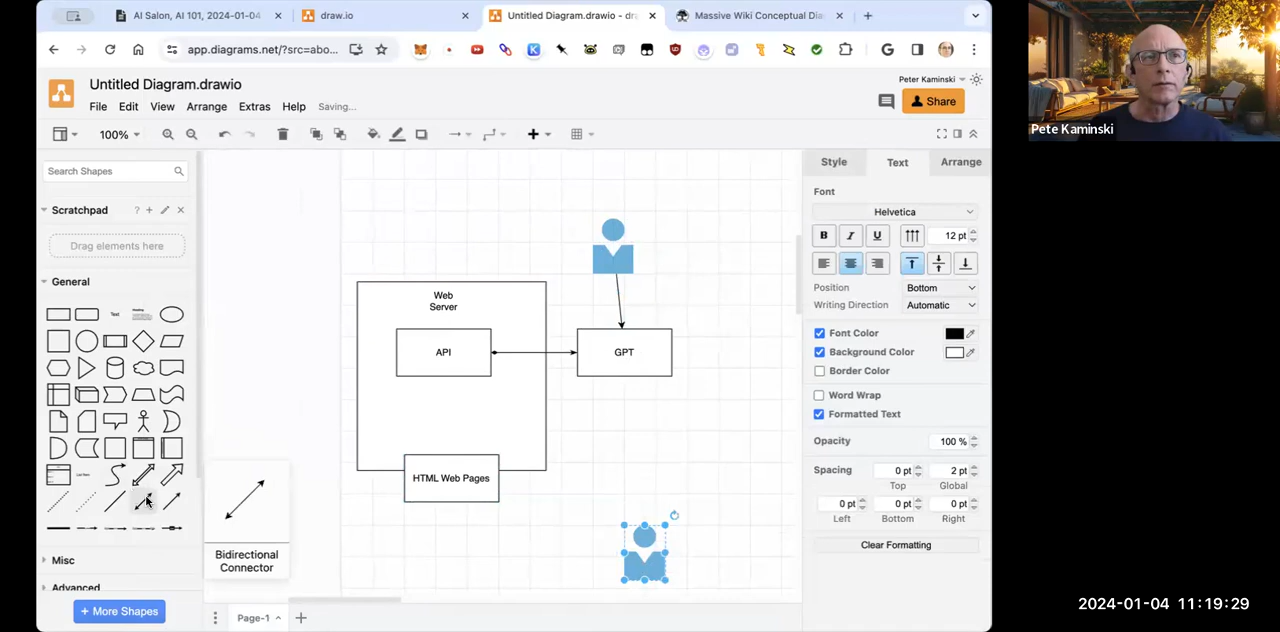 AI Salon, AI 101, 2024-01-04
draw.io
Untitled Diagram.drawio - dra
Massive Wiki Conceptual Dia
app.diagrams.net/?src=abo...
Untitled Diagram.drawio
File Edit View Arrange Extras Help Saving...
Peter Kaminski
Share
100%
Search Shapes
Scratchpad
Drag elements here
General
Text
Heading
List Item
Bidirectional
Connector
Misc
Advanced
+ More Shapes
Web
Server
API
GPT
HTML Web Pages
Page-1
Style Text Arrange
Font
Helvetica
B I U 12 pt
Position Bottom
Writing Direction Automatic
Font Color
Background Color
Border Color
Word Wrap
Formatted Text
Opacity 100 %
Spacing 0 pt 2 pt
Top Global
0 pt 0 pt 0 pt
Left Bottom Right
Clear Formatting
Pete Kaminski
2024-01-04 11:19:29